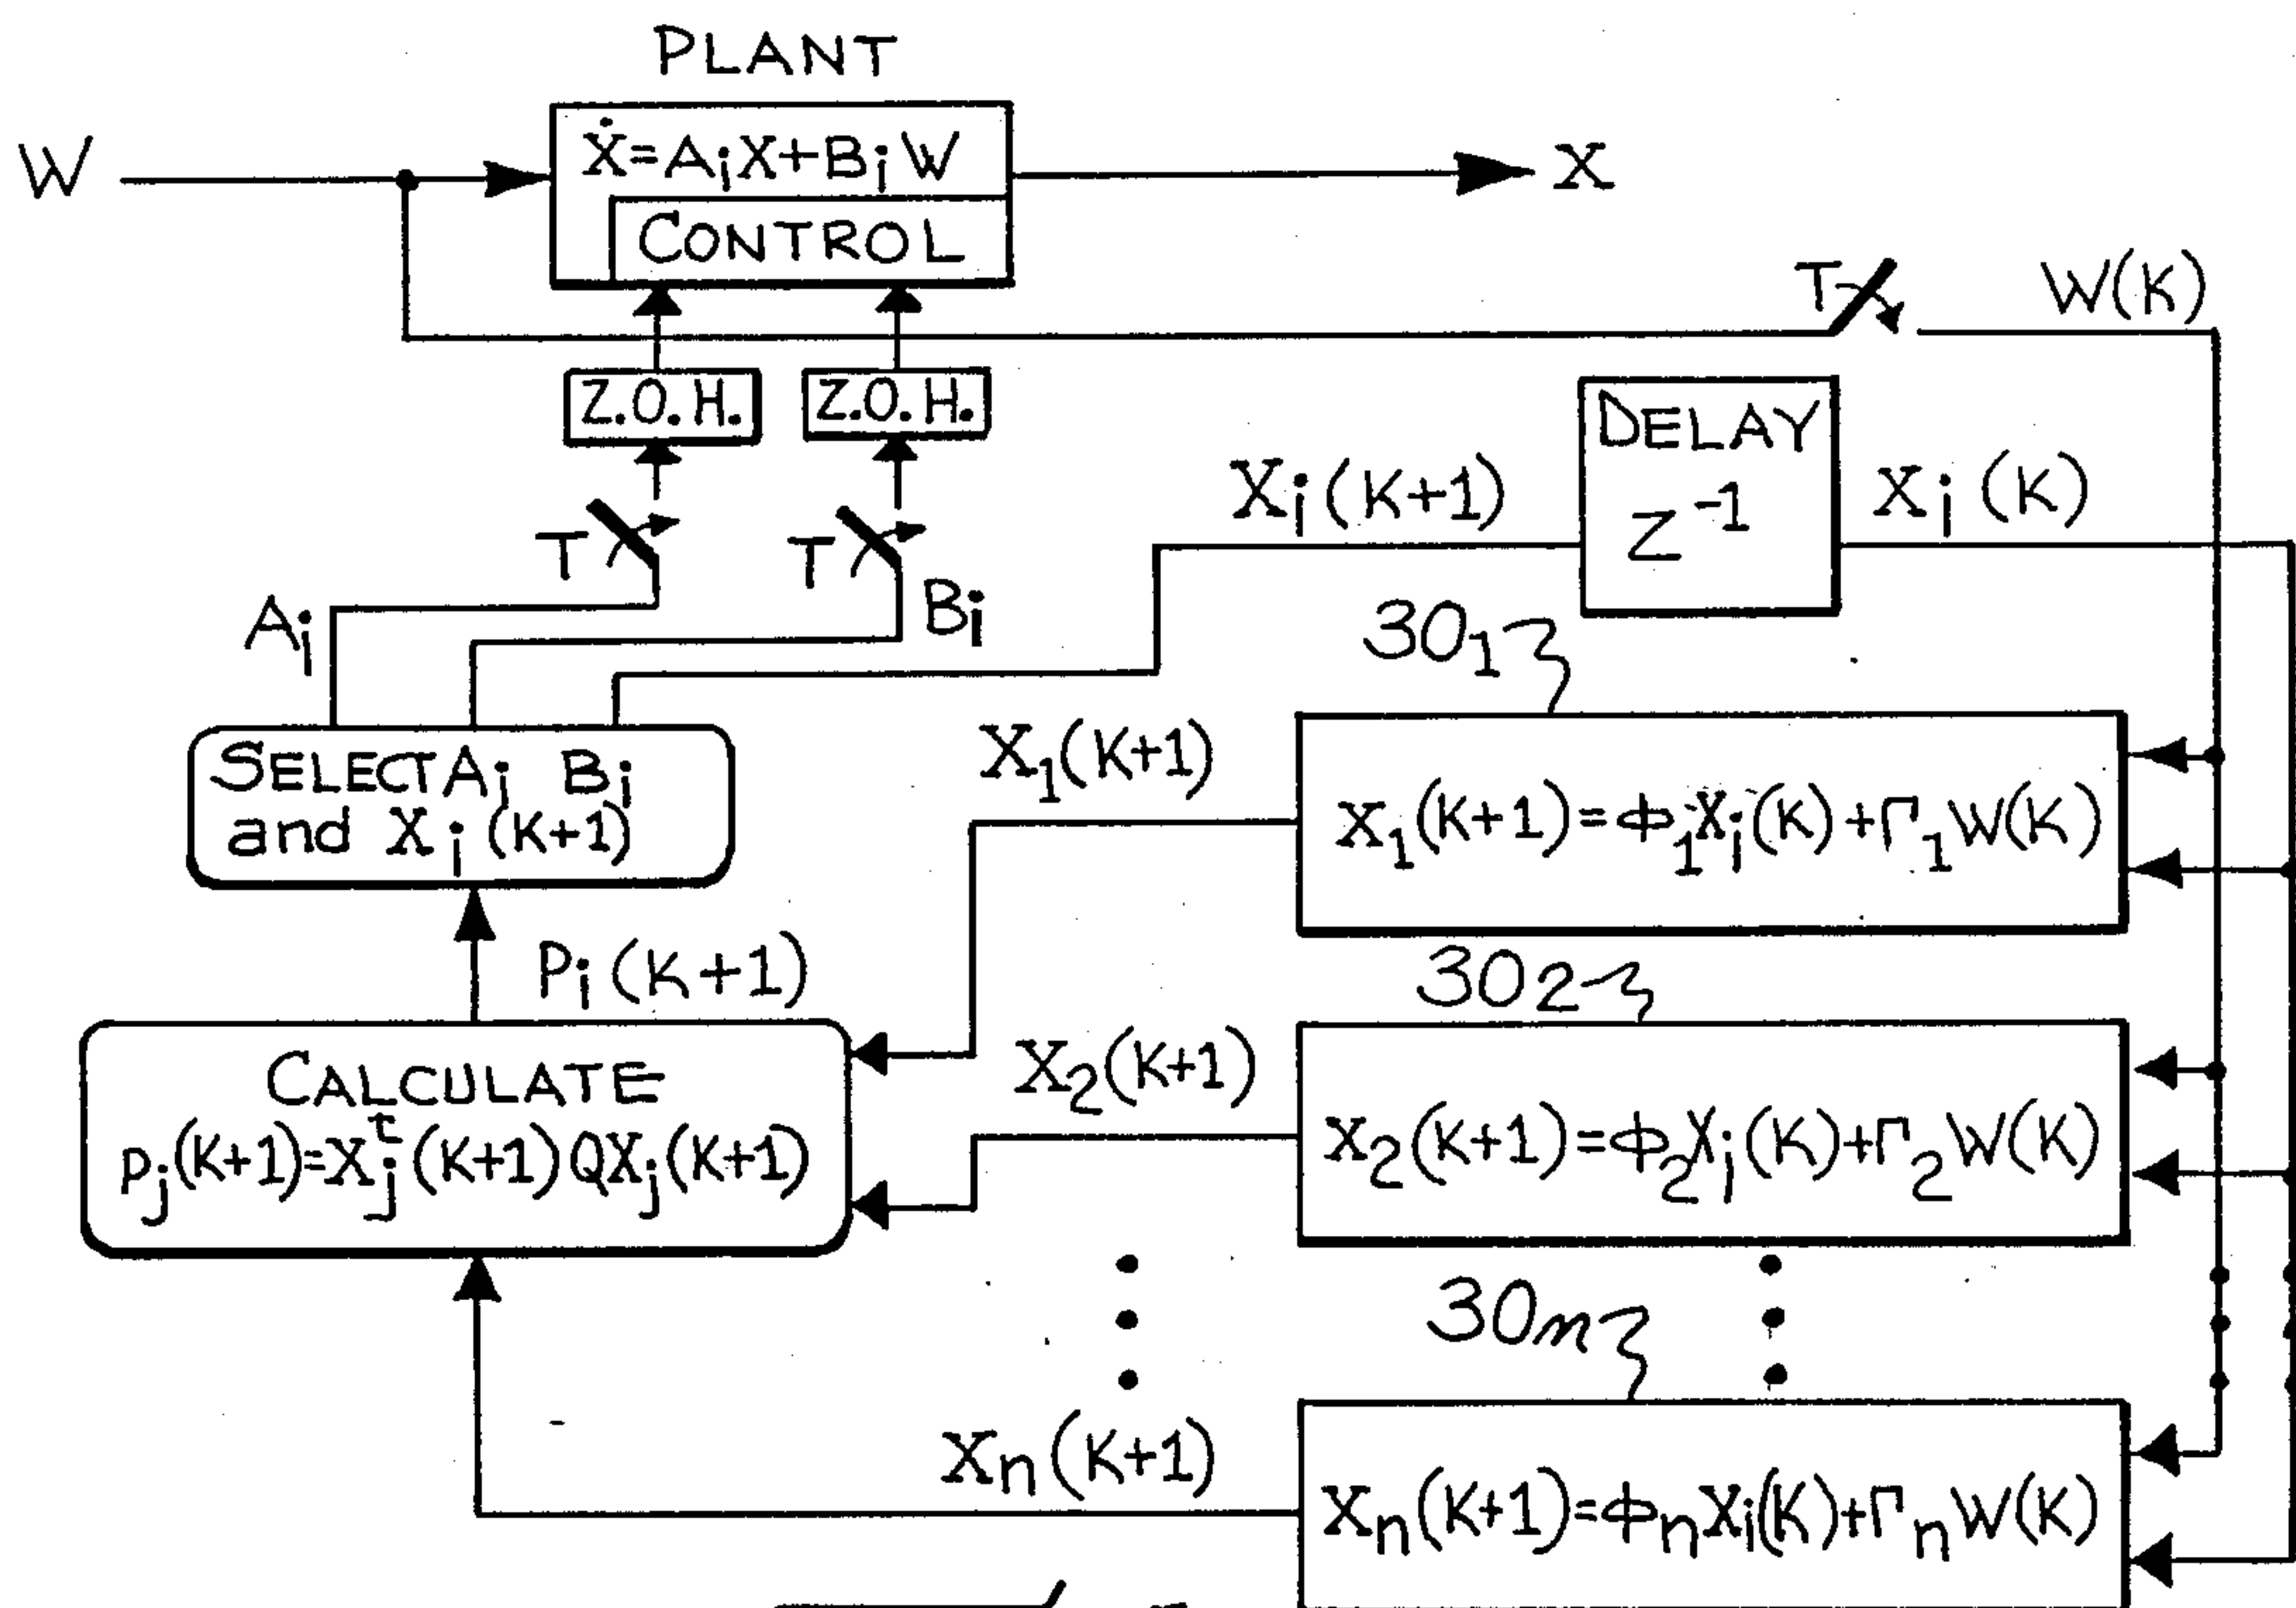 PLANT
W
Ẋ=AiX+BiW
X
CONTROL
T
W(K)
Z.O.H.
Z.O.H.
DELAY
Z⁻¹
Xi(K+1)
Xi(K)
T
T
Ai
Bi
30₁
SELECT Ai Bi
and Xi(K+1)
X₁(K+1)
X₁(K+1)=Φ₁Xi(K)+Γ₁W(K)
Pi(K+1)
30₂
CALCULATE
pj(K+1)=Xjᵗ(K+1)QXj(K+1)
X₂(K+1)
X₂(K+1)=Φ₂Xi(K)+Γ₂W(K)
30n
Xn(K+1)
Xn(K+1)=ΦnXi(K)+ΓnW(K)